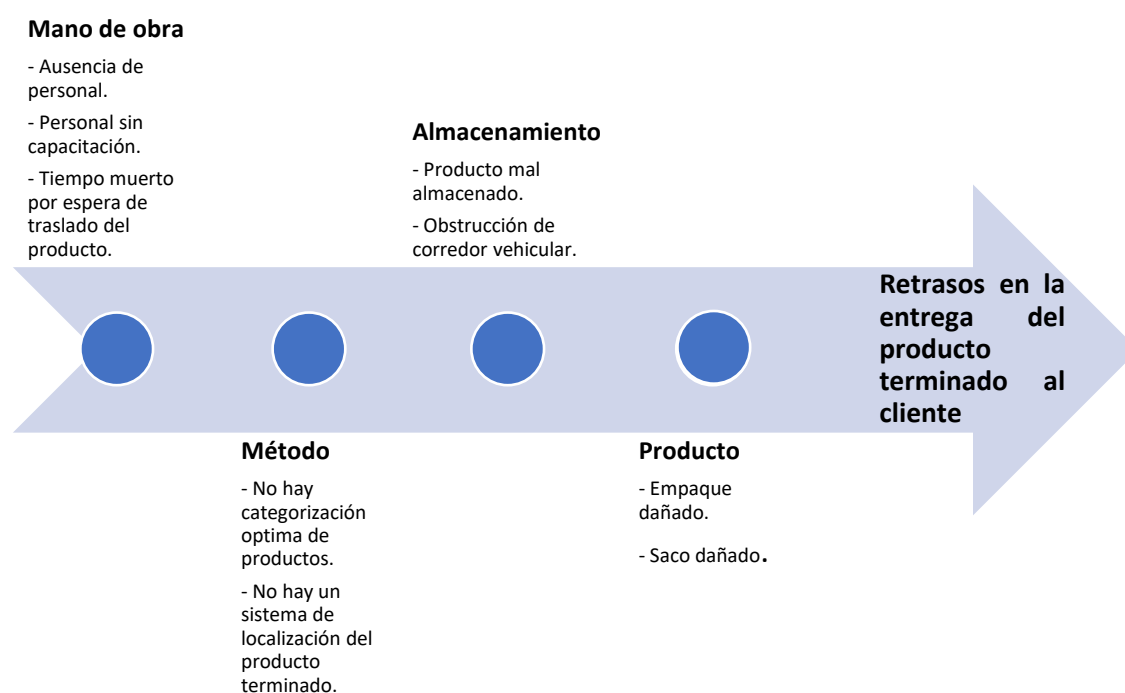 Mano de obra
- Ausencia de
personal.
- Personal sin
capacitación.
- Tiempo muerto
por espera de
traslado del
producto.
Almacenamiento
- Producto mal
almacenado.
- Obstrucción de
corredor vehicular.
Retrasos en la
entrega del
producto
terminado al
cliente
Método
- No hay
categorización
optima de
productos.
- No hay un
sistema de
localización del
producto
terminado.
Producto
- Empaque
dañado.
- Saco dañado.